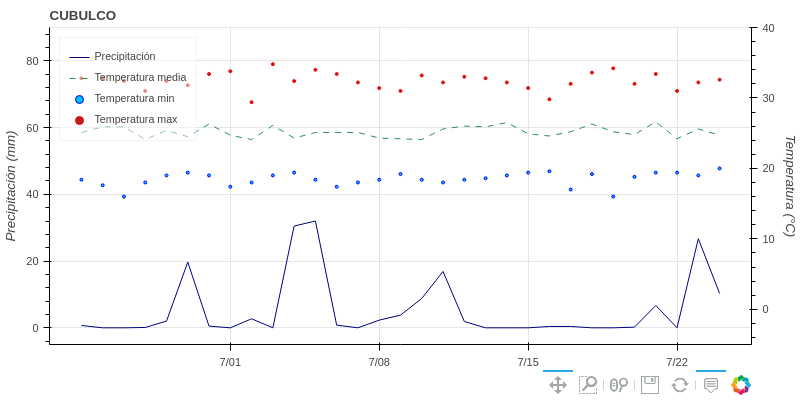 CUBULCO
Precipitación
Temperatura media
Temperatura min
Temperatura max
Precipitación (mm)
80
60
40
20
0
Temperatura (°C)
40
30
20
10
0
7/01
7/08
7/15
7/22